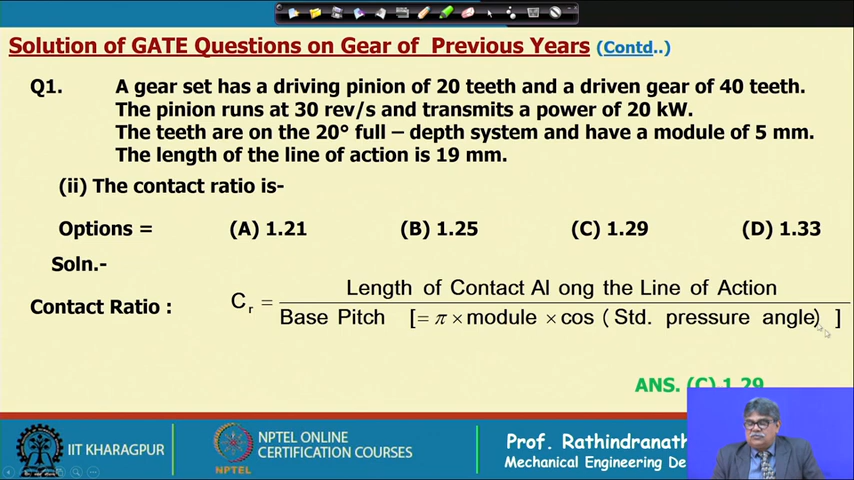 Solution of GATE Questions on Gear of Previous Years (Contd..)
Q1. A gear set has a driving pinion of 20 teeth and a driven gear of 40 teeth.
The pinion runs at 30 rev/s and transmits a power of 20 kW.
The teeth are on the 20° full – depth system and have a module of 5 mm.
The length of the line of action is 19 mm.
(ii) The contact ratio is-
Options = (A) 1.21 (B) 1.25 (C) 1.29 (D) 1.33
Soln.-
Contact Ratio : C r = Length of Contact Al ong the Line of Action
Base Pitch [= π × module × cos ( Std. pressure angle) ]
ANS. (C) 1.29
IIT KHARAGPUR
NPTEL
NPTEL ONLINE
CERTIFICATION COURSES
Prof. Rathindranath
Mechanical Engineering